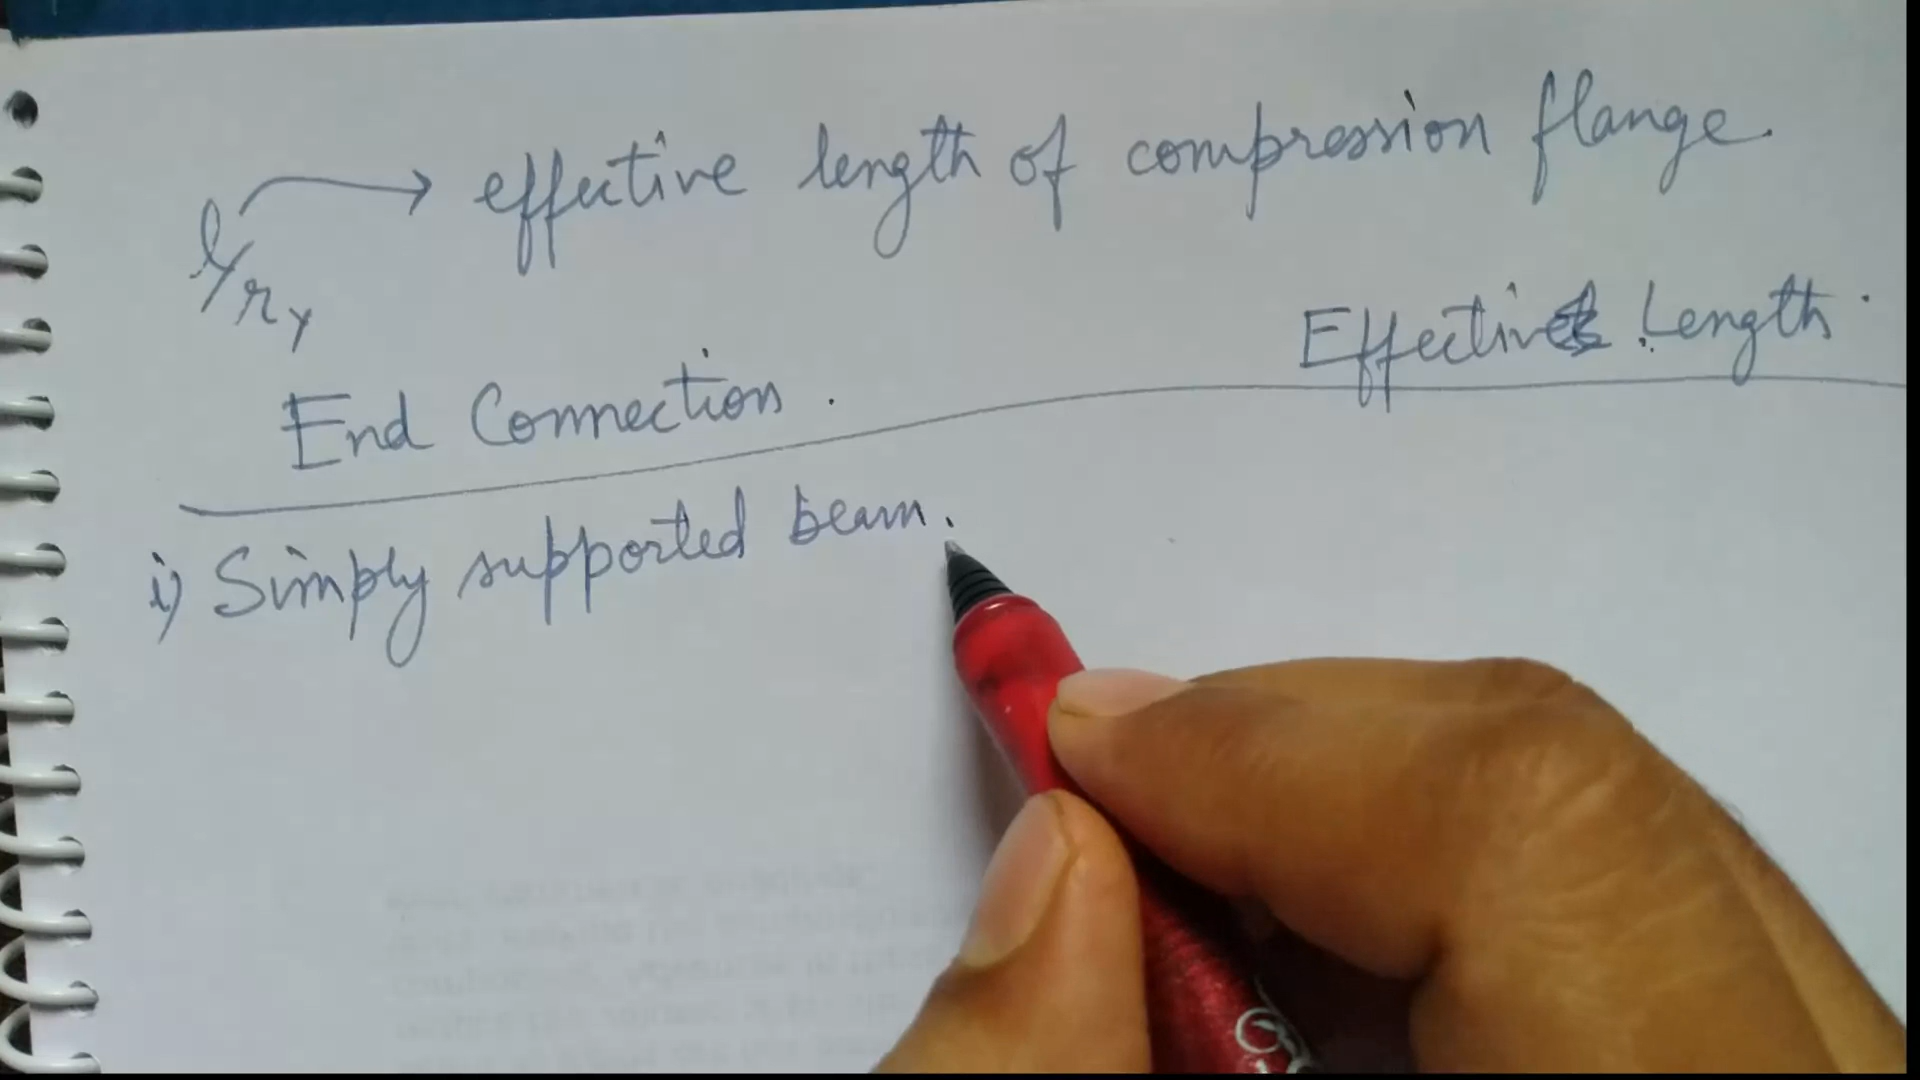 l/ry → effective length of compression flange.
End Connection. Effective Length.
i) Simply supported beam.